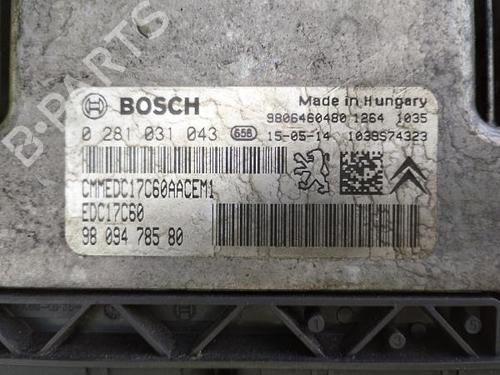 BOSCH
Made in Hungary
9806460480 1264 1035
0 281 031 043 658 15-05-14 1039S74323
CMMEDC17C60AACEM1
EDC17C60
98 094 785 80
B-PARTS